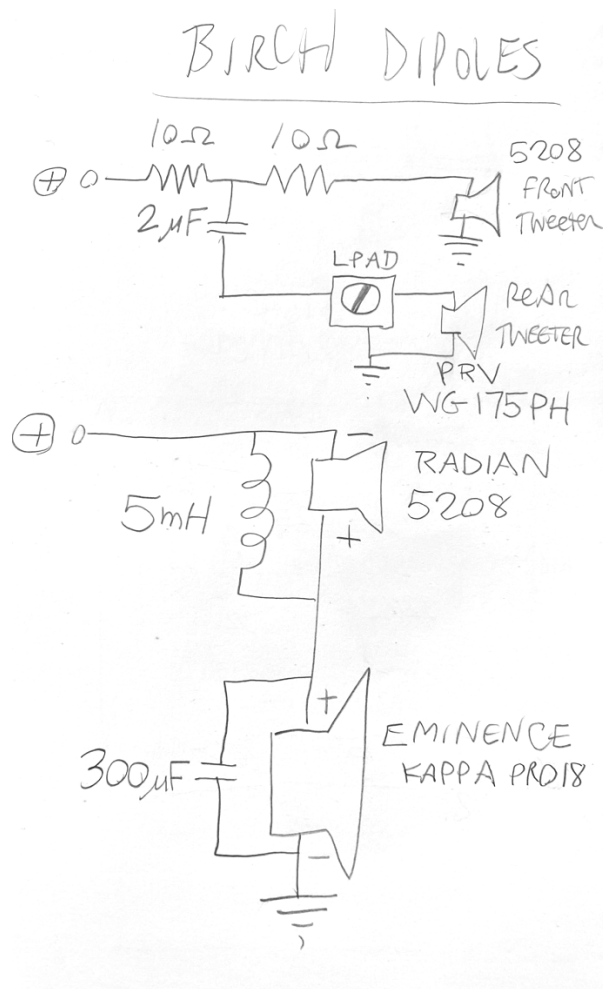 BIRCH DIPOLES
10Ω 10Ω
+
5208
FRONT
Tweeter
2μF
LPAD
REAR
TWEETER
PRV
WG175PH
+
−
RADIAN
5208
5mH
+
+
EMINENCE
KAPPA PRO18
300μF
−